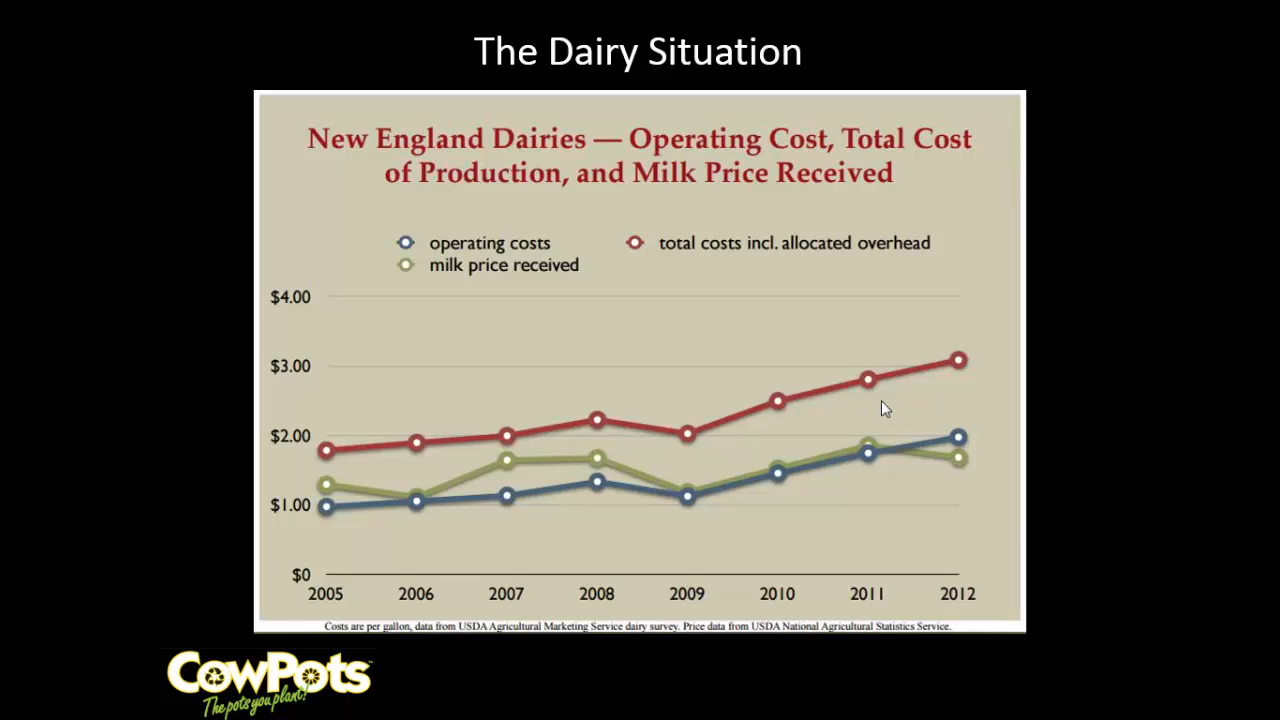 The Dairy Situation
New England Dairies — Operating Cost, Total Cost
of Production, and Milk Price Received
operating costs
total costs incl. allocated overhead
milk price received
$4.00
$3.00
$2.00
$1.00
$0
2005 2006 2007 2008 2009 2010 2011 2012
Costs are per gallon, data from USDA Agricultural Marketing Service dairy survey. Price data from USDA National Agricultural Statistics Service.
CowPots™
The pots you plant!